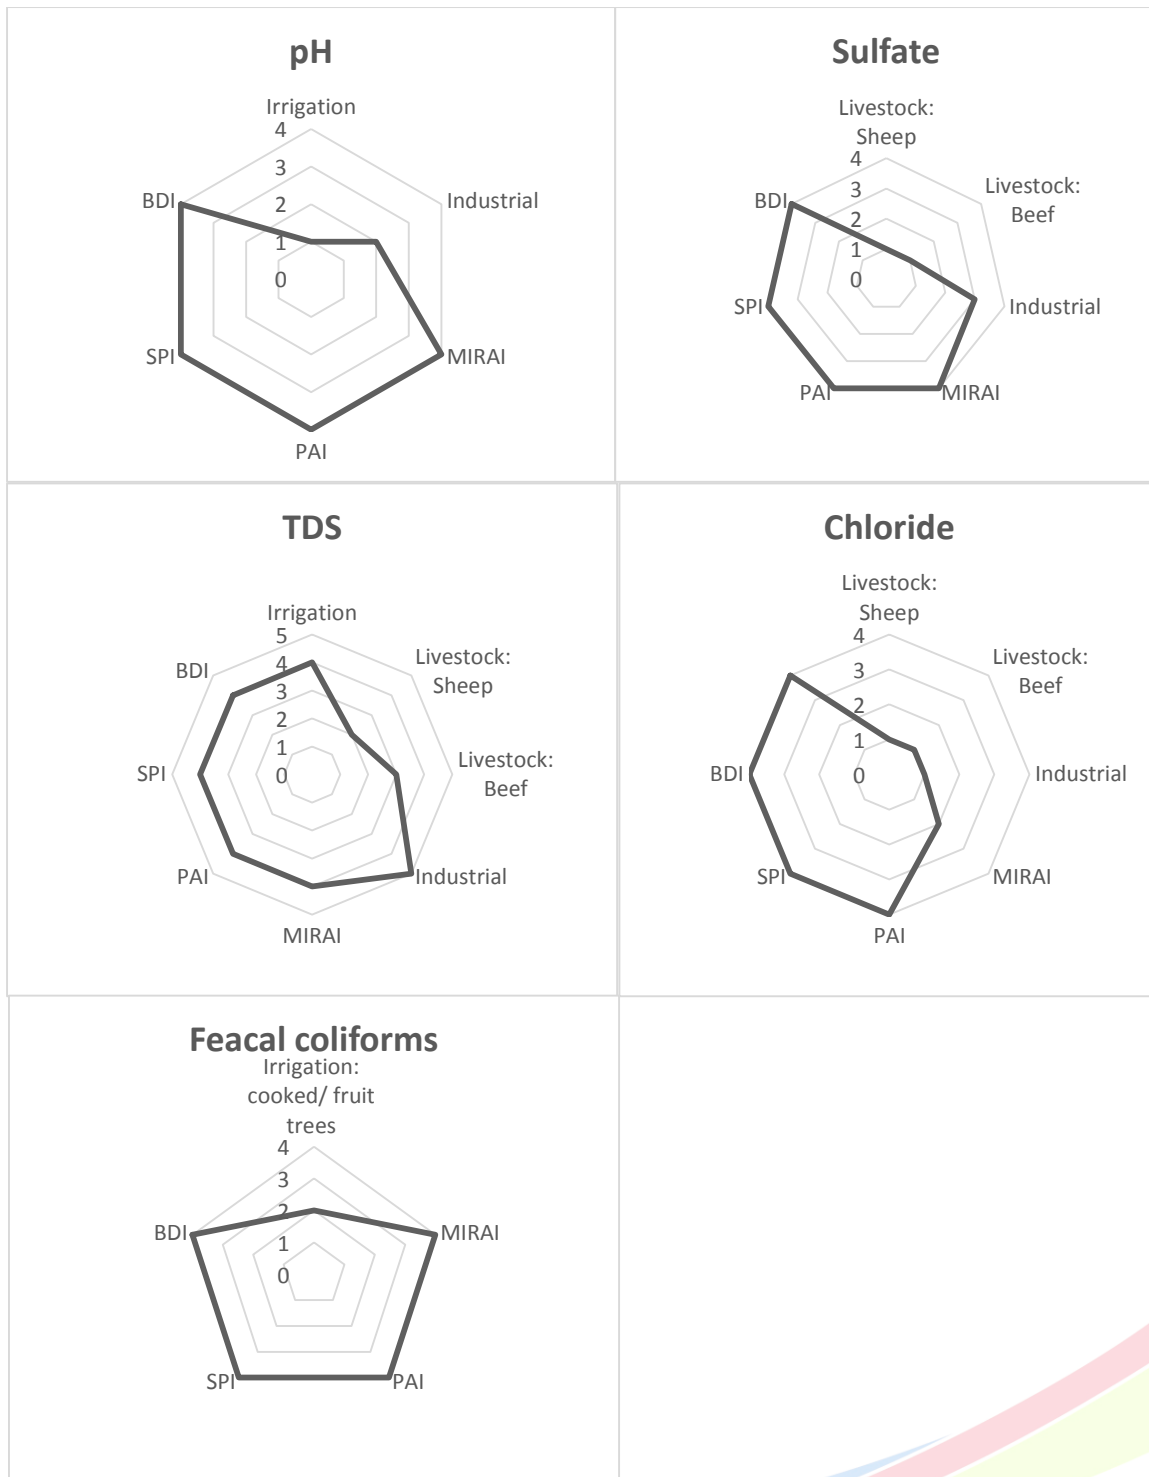 pH
Irrigation
4
3
2
1
0
Industrial
MIRAI
PAI
SPI
BDI
Sulfate
Livestock:
Sheep
4
3
2
1
0
Livestock:
Beef
Industrial
MIRAI
PAI
SPI
BDI
TDS
Irrigation
5
4
3
2
1
0
Livestock:
Sheep
Livestock:
Beef
Industrial
MIRAI
PAI
SPI
BDI
Chloride
Livestock:
Sheep
4
3
2
1
0
Livestock:
Beef
Industrial
MIRAI
PAI
SPI
BDI
Feacal coliforms
Irrigation:
cooked/ fruit
trees
4
3
2
1
0
MIRAI
PAI
SPI
BDI